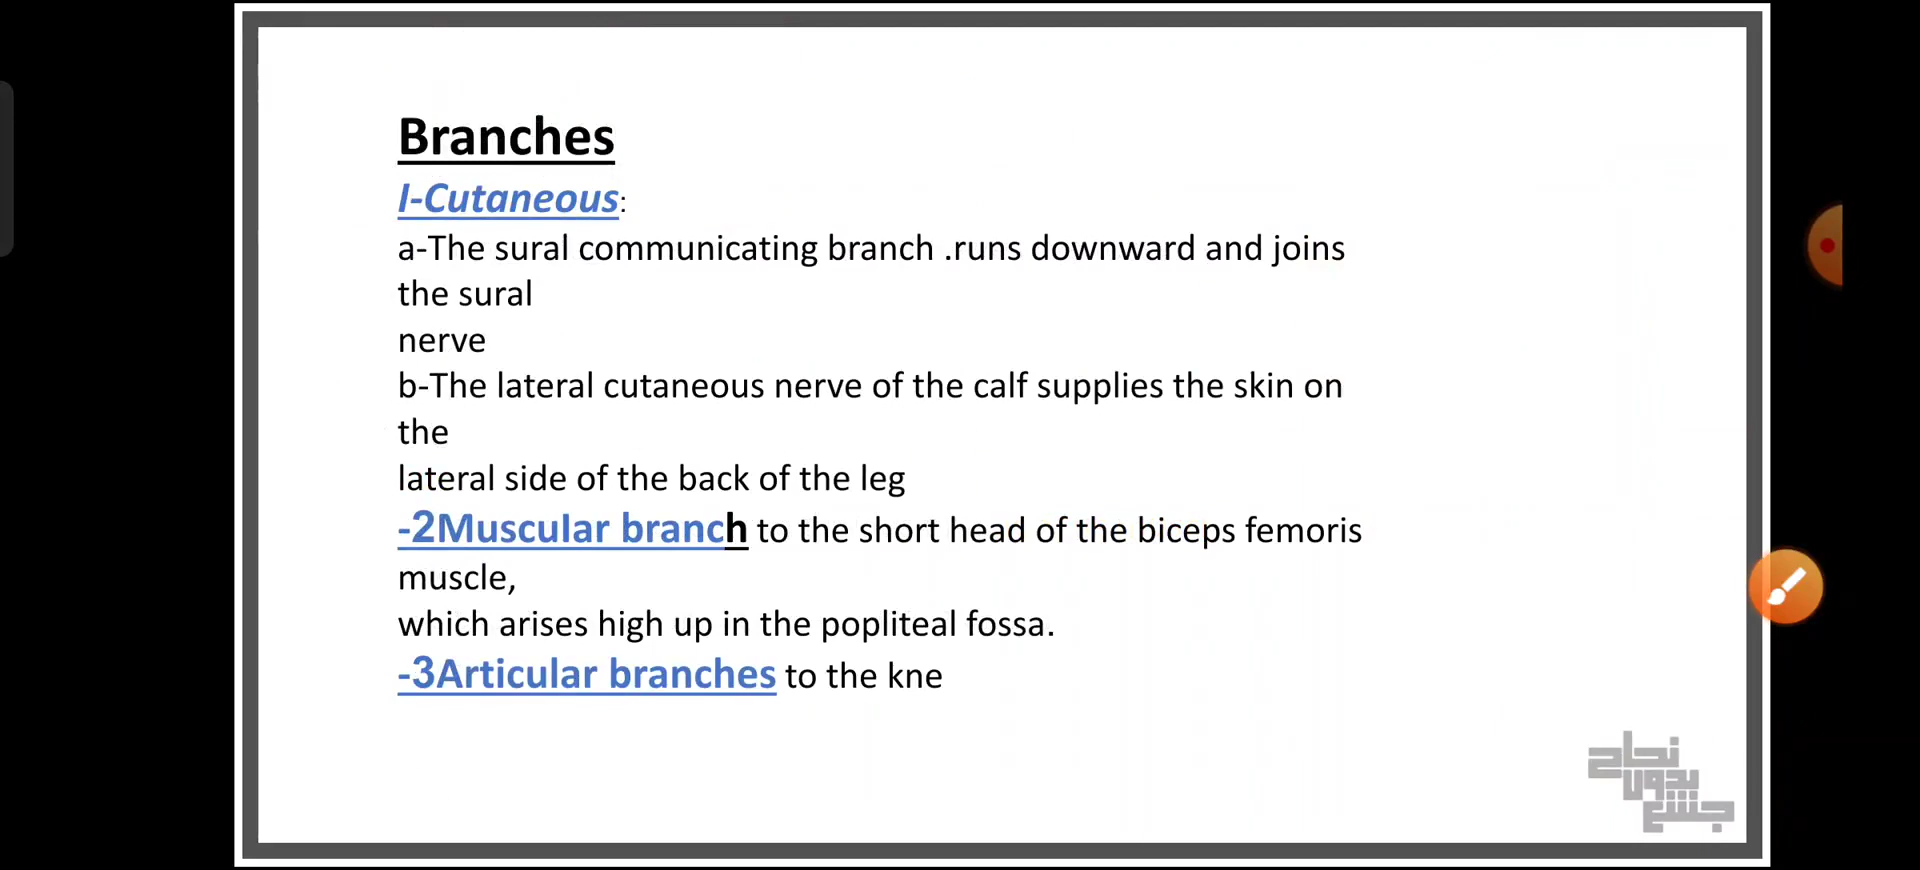 Branches
I-Cutaneous:
a-The sural communicating branch .runs downward and joins
the sural
nerve
b-The lateral cutaneous nerve of the calf supplies the skin on
the
lateral side of the back of the leg
-2Muscular branch to the short head of the biceps femoris
muscle,
which arises high up in the popliteal fossa.
-3Articular branches to the kne
نجاح
بدون
جشع